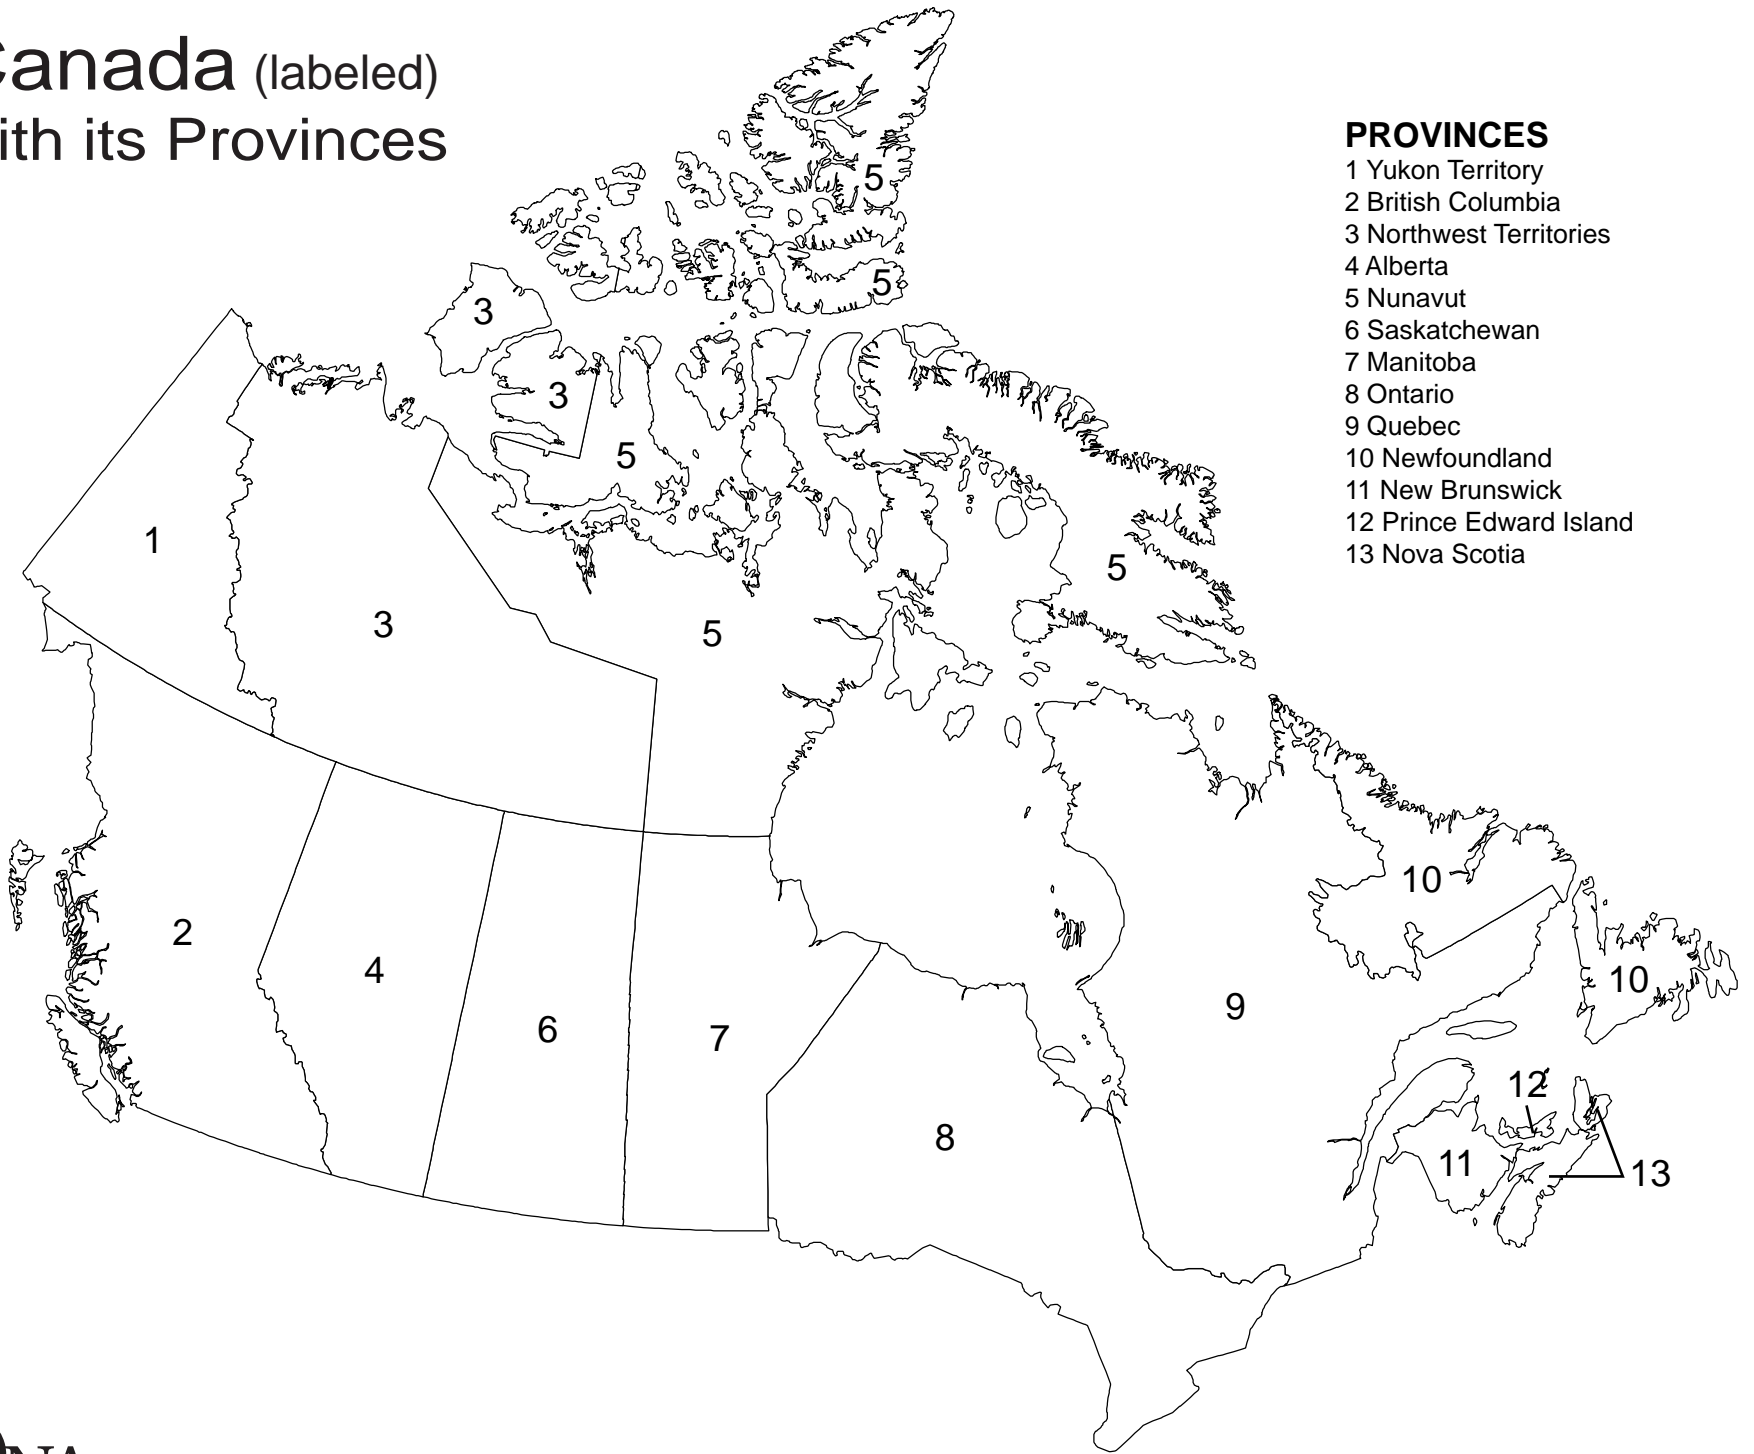 Canada (labeled)
ith its Provinces
PROVINCES
1 Yukon Territory
2 British Columbia
3 Northwest Territories
4 Alberta
5 Nunavut
6 Saskatchewan
7 Manitoba
8 Ontario
9 Quebec
10 Newfoundland
11 New Brunswick
12 Prince Edward Island
13 Nova Scotia
5
5
3
3
5
1
5
3
5
10
2
4
10
9
6
7
12
8
11
13